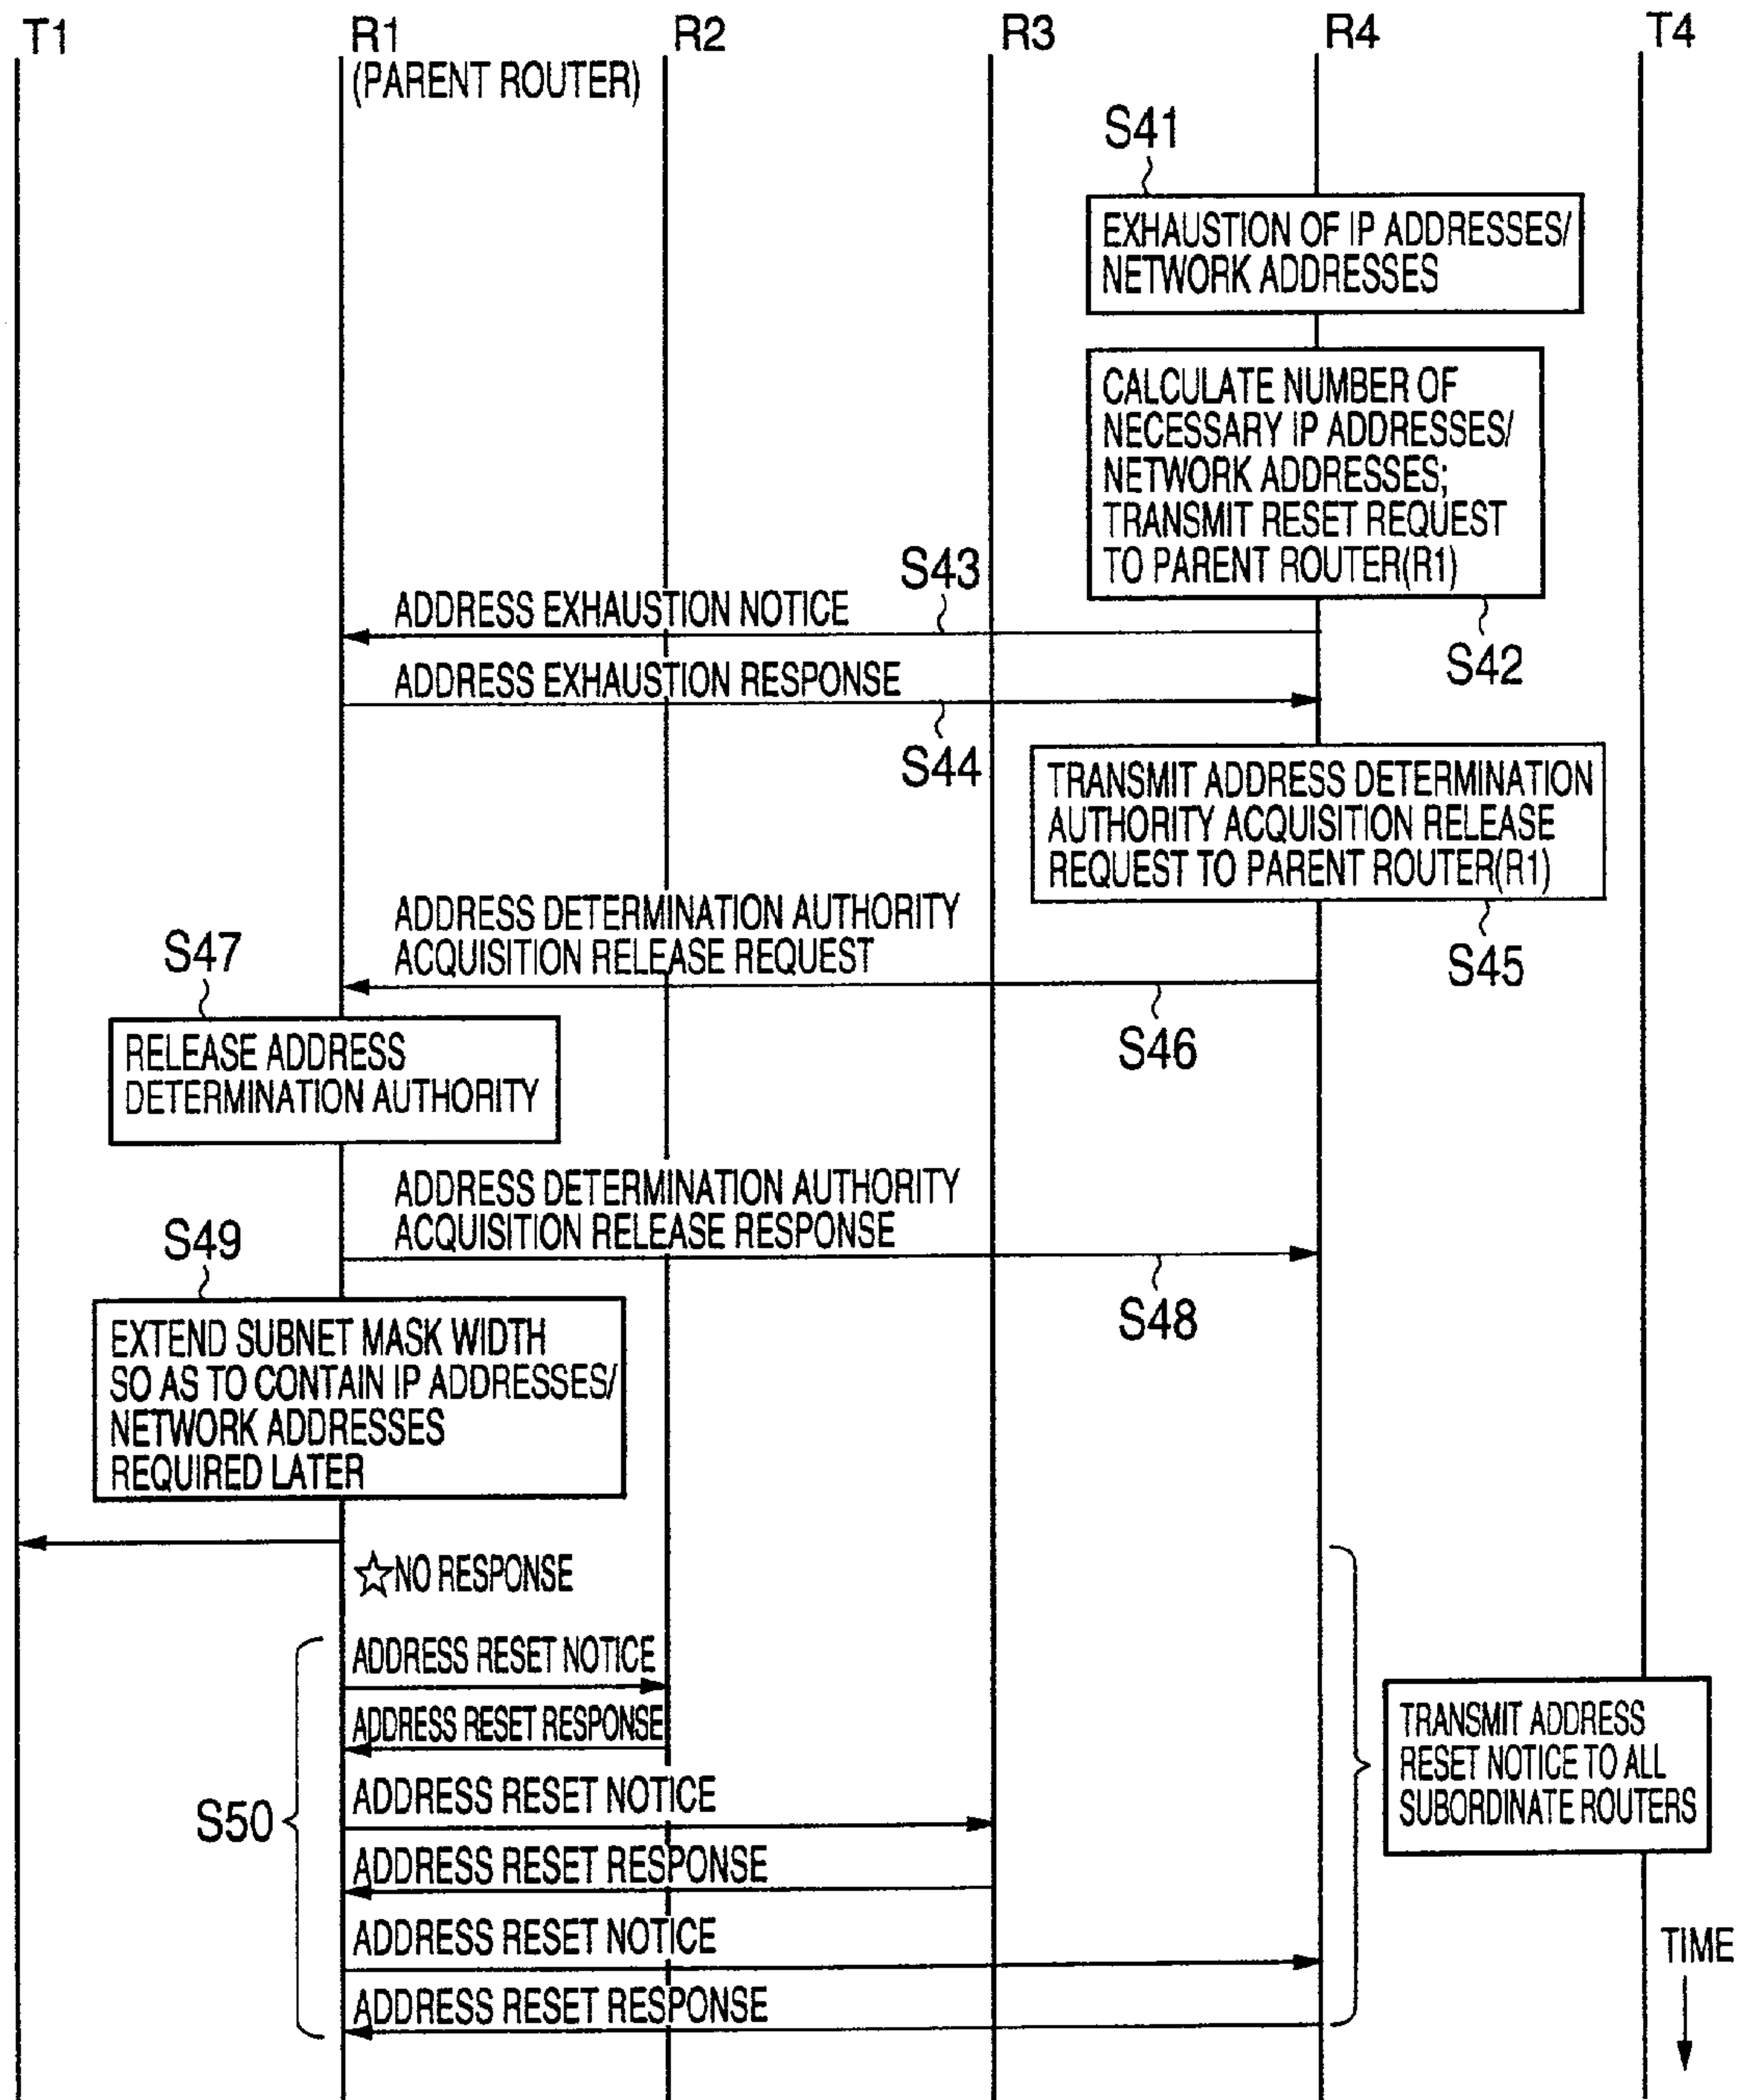 T1
R1
(PARENT ROUTER)
R2
R3
R4
T4
S41
EXHAUSTION OF IP ADDRESSES/
NETWORK ADDRESSES
CALCULATE NUMBER OF
NECESSARY IP ADDRESSES/
NETWORK ADDRESSES;
TRANSMIT RESET REQUEST
TO PARENT ROUTER(R1)
S42
S43
ADDRESS EXHAUSTION NOTICE
ADDRESS EXHAUSTION RESPONSE
S44
TRANSMIT ADDRESS DETERMINATION
AUTHORITY ACQUISITION RELEASE
REQUEST TO PARENT ROUTER(R1)
S45
ADDRESS DETERMINATION AUTHORITY
ACQUISITION RELEASE REQUEST
S46
S47
RELEASE ADDRESS
DETERMINATION AUTHORITY
ADDRESS DETERMINATION AUTHORITY
ACQUISITION RELEASE RESPONSE
S48
S49
EXTEND SUBNET MASK WIDTH
SO AS TO CONTAIN IP ADDRESSES/
NETWORK ADDRESSES
REQUIRED LATER
☆NO RESPONSE
ADDRESS RESET NOTICE
ADDRESS RESET RESPONSE
ADDRESS RESET NOTICE
ADDRESS RESET RESPONSE
ADDRESS RESET NOTICE
ADDRESS RESET RESPONSE
S50
TRANSMIT ADDRESS
RESET NOTICE TO ALL
SUBORDINATE ROUTERS
TIME